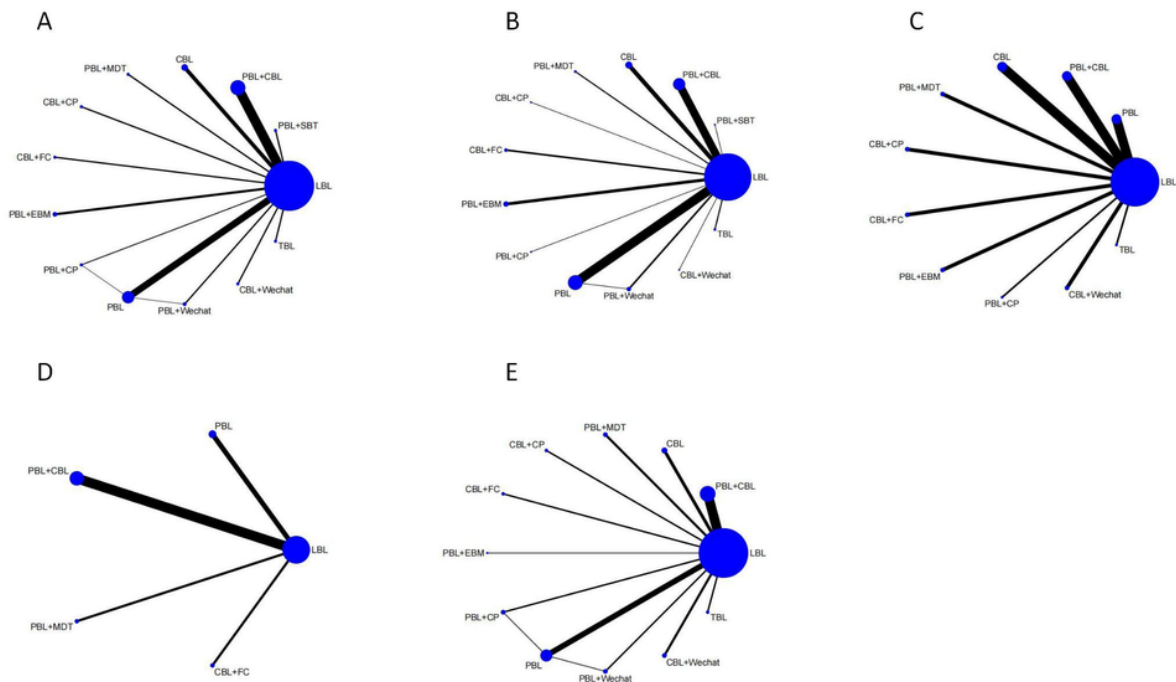 A
B
C
CBL
PBL+MDT
PBL+CBL
CBL+CP
PBL+SBT
CBL+FC
LBL
PBL+EBM
TBL
PBL+CP
CBL+Wechat
PBL
PBL+Wechat
CBL
PBL+MDT
PBL+CBL
CBL+CP
PBL+SBT
CBL+FC
LBL
PBL+EBM
TBL
PBL+CP
CBL+Wechat
PBL
PBL+Wechat
CBL
PBL+CBL
PBL+MDT
PBL
CBL+CP
LBL
CBL+FC
TBL
PBL+EBM
CBL+Wechat
PBL+CP
D
E
PBL
PBL+CBL
LBL
PBL+MDT
CBL+FC
PBL+MDT
CBL+CP
CBL
CBL+FC
PBL+CBL
PBL+EBM
LBL
PBL+CP
TBL
PBL
CBL+Wechat
PBL+Wechat